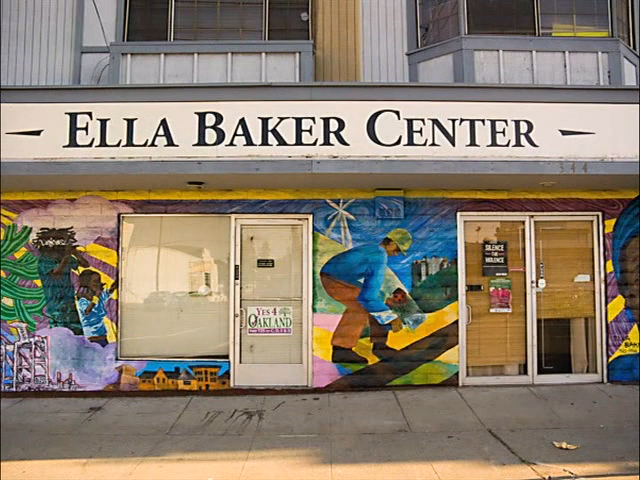 ELLA BAKER CENTER
344
SILENCE
THE
VIOLENCE
YES 4
OAKLAND